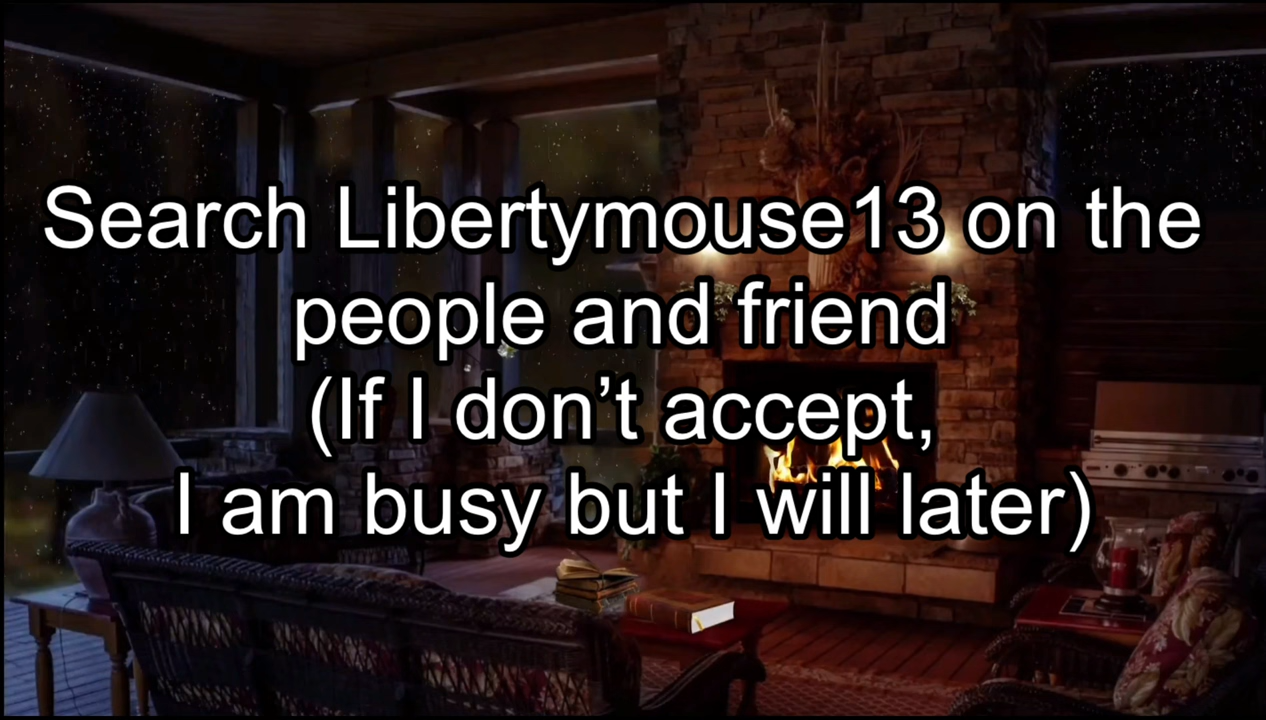 Search Libertymouse13 on the
people and friend
(If I don’t accept,
I am busy but I will later)